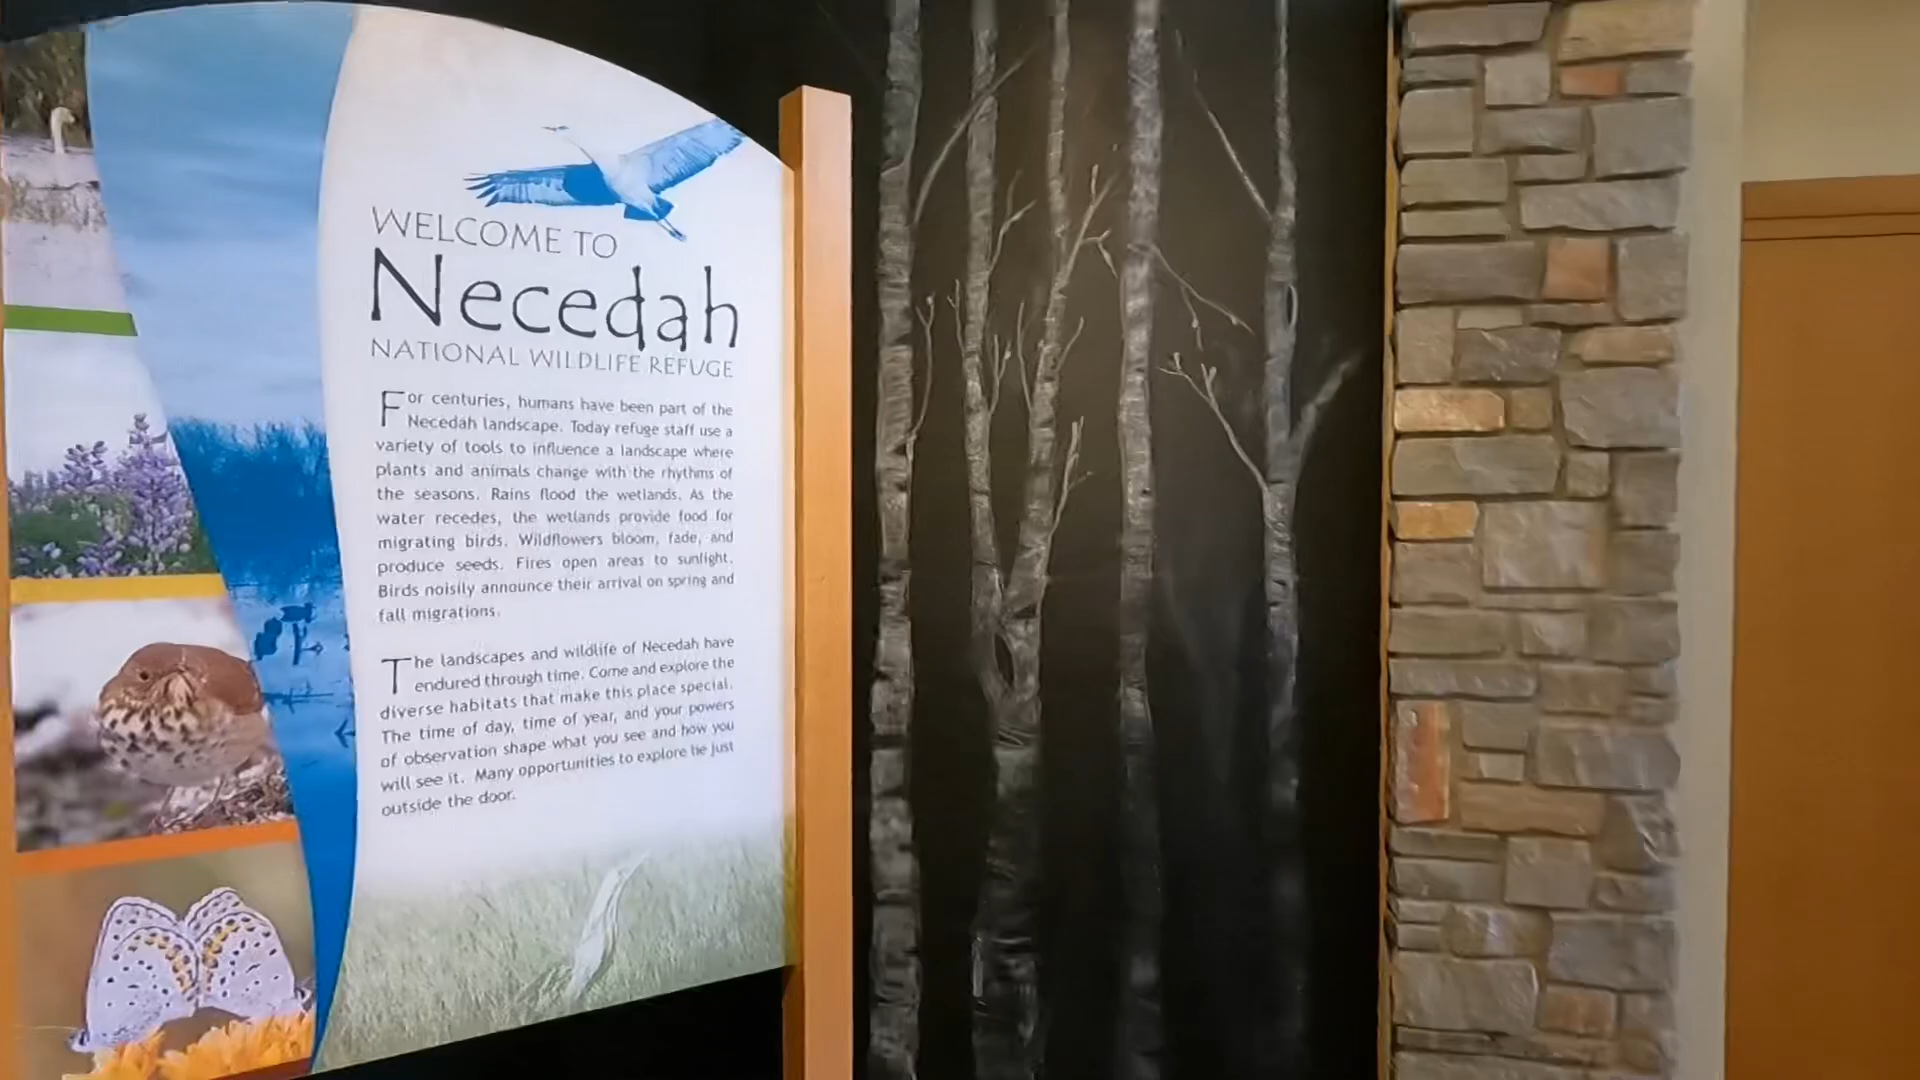 WELCOME TO
Necedah
NATIONAL WILDLIFE REFUGE
For centuries, humans have been part of the
Necedah landscape. Today refuge staff use a
variety of tools to influence a landscape where
plants and animals change with the rhythms of
the seasons. Rains flood the wetlands. As the
water recedes, the wetlands provide food for
migrating birds. Wildflowers bloom, fade, and
produce seeds. Fires open areas to sunlight.
Birds noisily announce their arrival on spring and
fall migrations.
The landscapes and wildlife of Necedah have
endured through time. Come and explore the
diverse habitats that make this place special.
The time of day, time of year, and your powers
of observation shape what you see and how you
will see it. Many opportunities to explore lie just
outside the door.